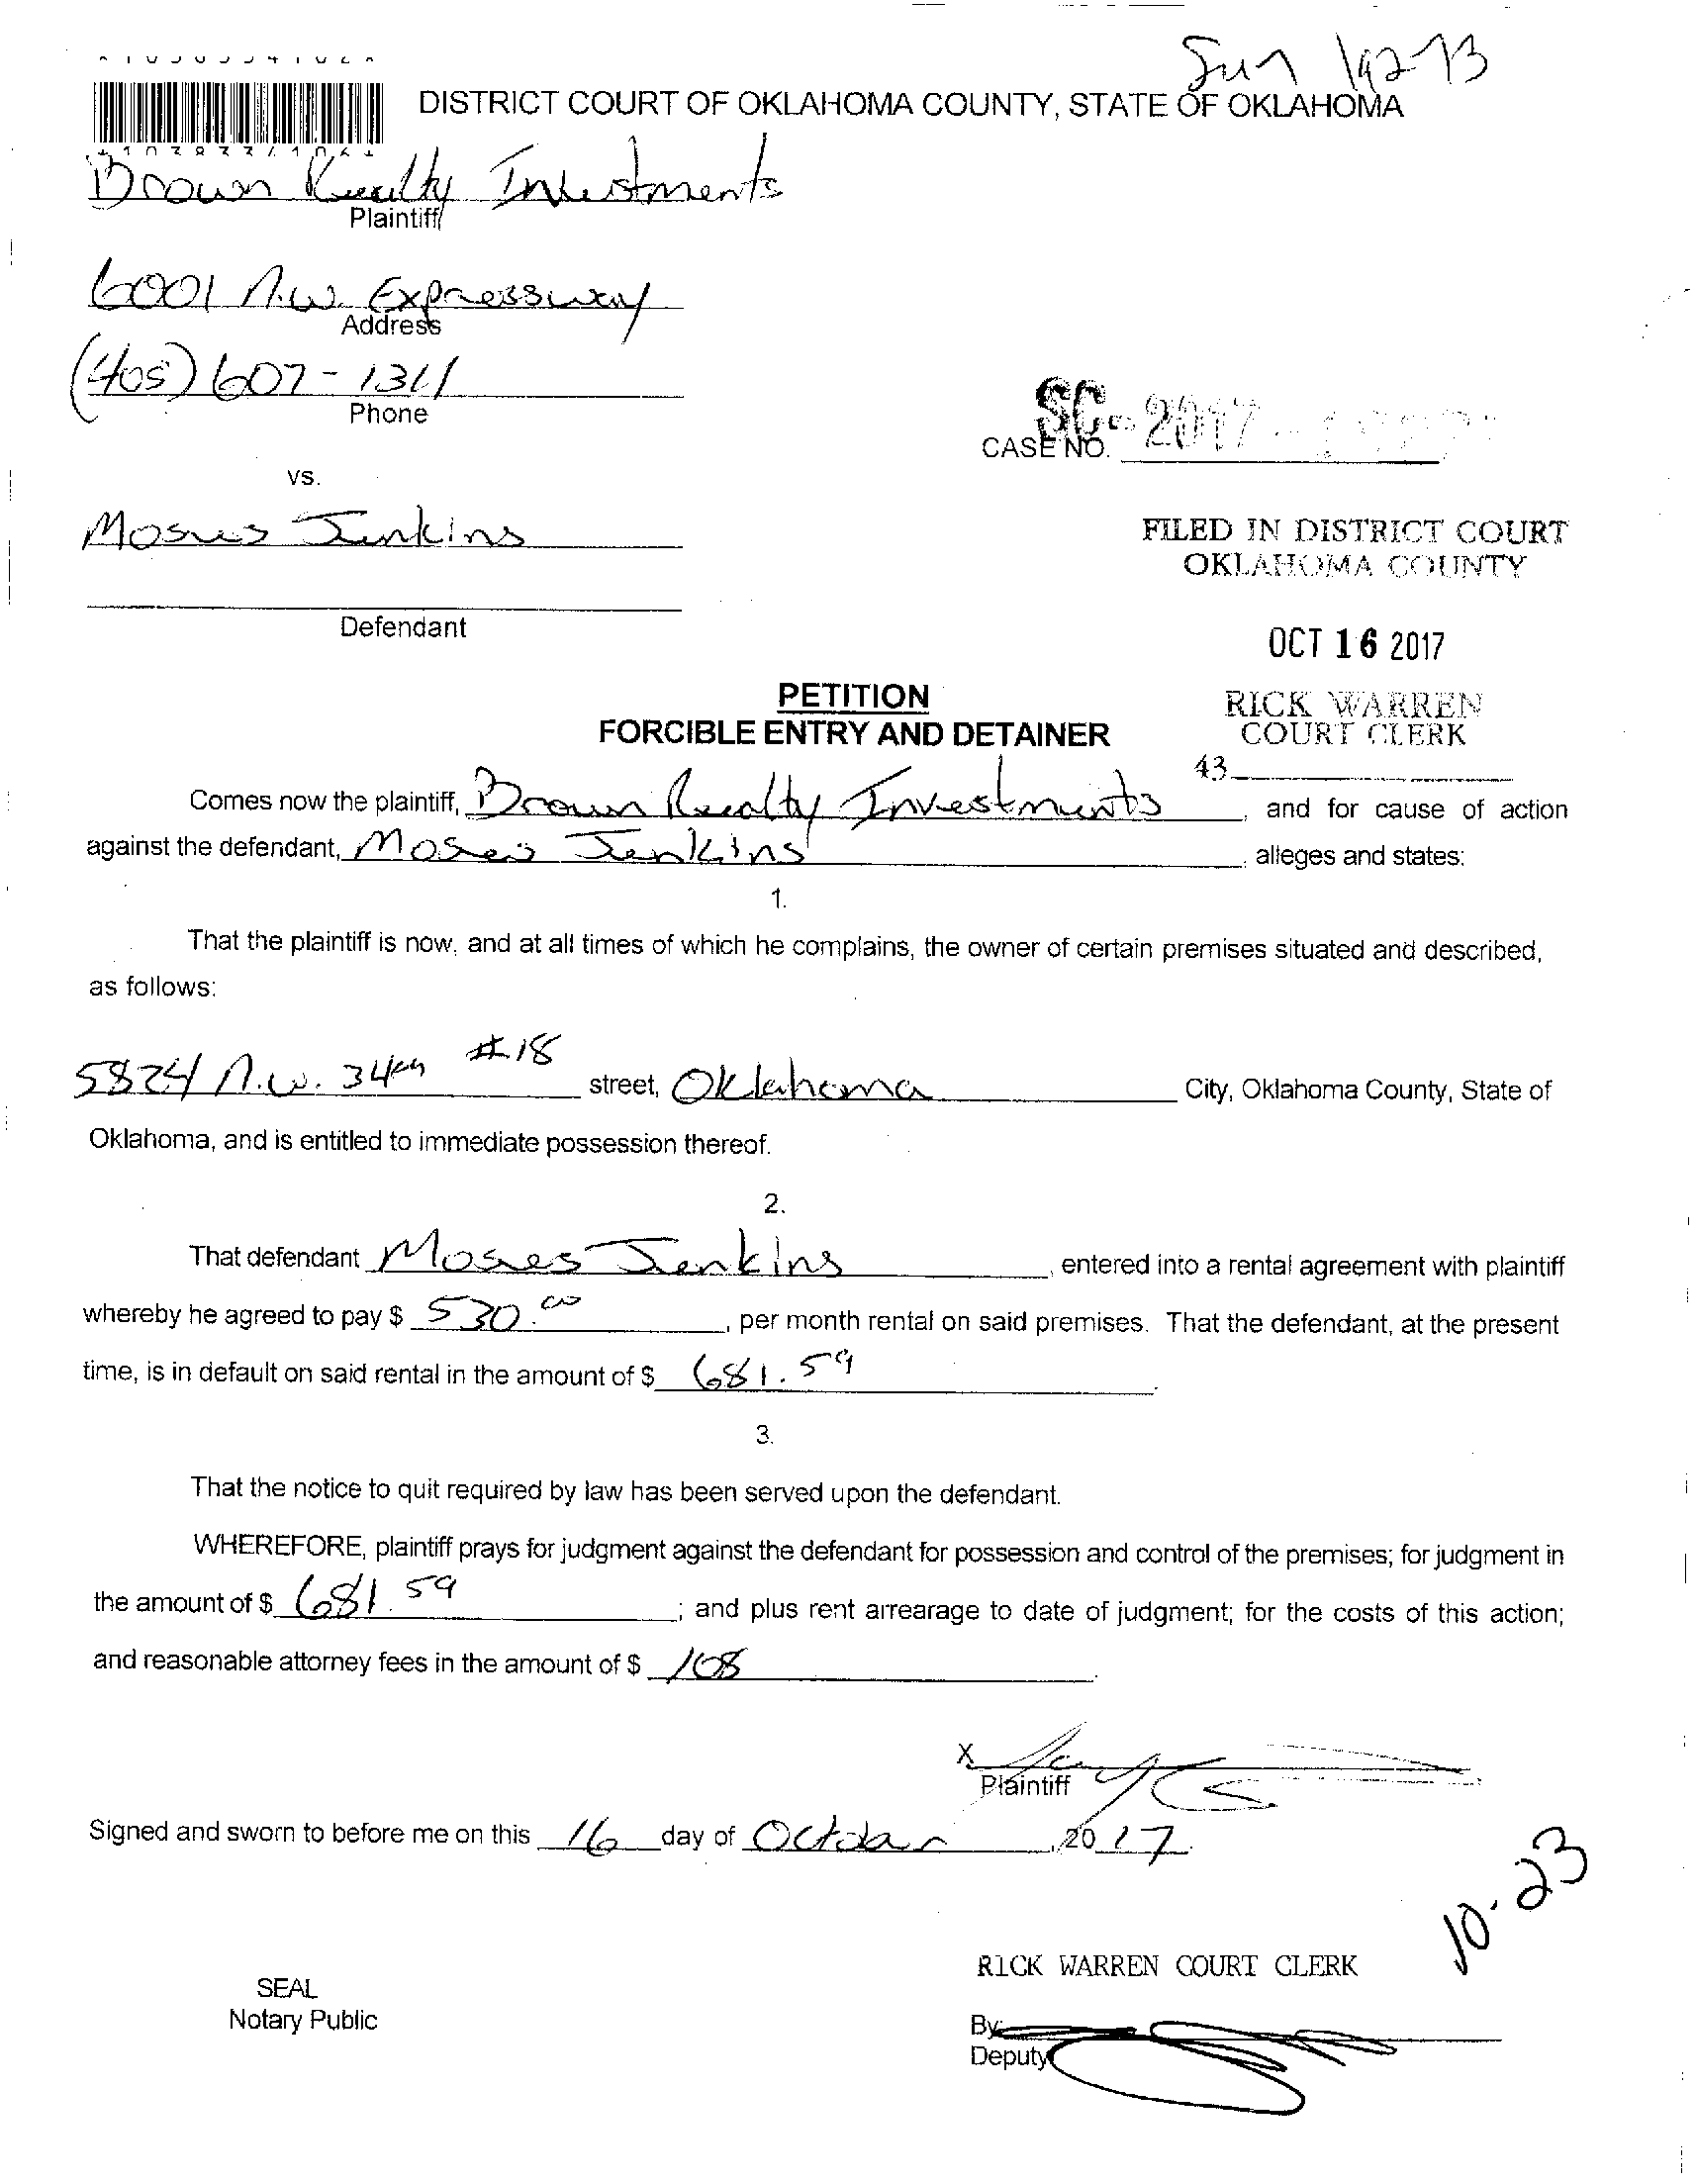 DISTRICT COURT OF OKLAHOMA COUNTY, STATE OF OKLAHOMA
Brown Realty Investments
Plaintiff
6001 N.W. Expressway
Address
(405) 607-1311
Phone
SC-2017
CASE NO.
vs.
Moses Jenkins
FILED IN DISTRICT COURT
OKLAHOMA COUNTY
Defendant
OCT 16 2017
PETITION
FORCIBLE ENTRY AND DETAINER
RICK WARREN
COURT CLERK
43
Comes now the plaintiff, Brown Realty Investments, and for cause of action
against the defendant, Moses Jenkins, alleges and states:
1.
That the plaintiff is now, and at all times of which he complains, the owner of certain premises situated and described,
as follows:
5824 N.W. 34th #18 street, Oklahoma City, Oklahoma County, State of
Oklahoma, and is entitled to immediate possession thereof.
2.
That defendant Moses Jenkins, entered into a rental agreement with plaintiff
whereby he agreed to pay $ 530.00, per month rental on said premises. That the defendant, at the present
time, is in default on said rental in the amount of $ 681.59.
3.
That the notice to quit required by law has been served upon the defendant.
WHEREFORE, plaintiff prays for judgment against the defendant for possession and control of the premises; for judgment in
the amount of $ 681.59; and plus rent arrearage to date of judgment; for the costs of this action;
and reasonable attorney fees in the amount of $ 108.
X
Plaintiff
Signed and sworn to before me on this 16 day of October, 2017.
10-23
RICK WARREN COURT CLERK
SEAL
Notary Public
By:
Deputy